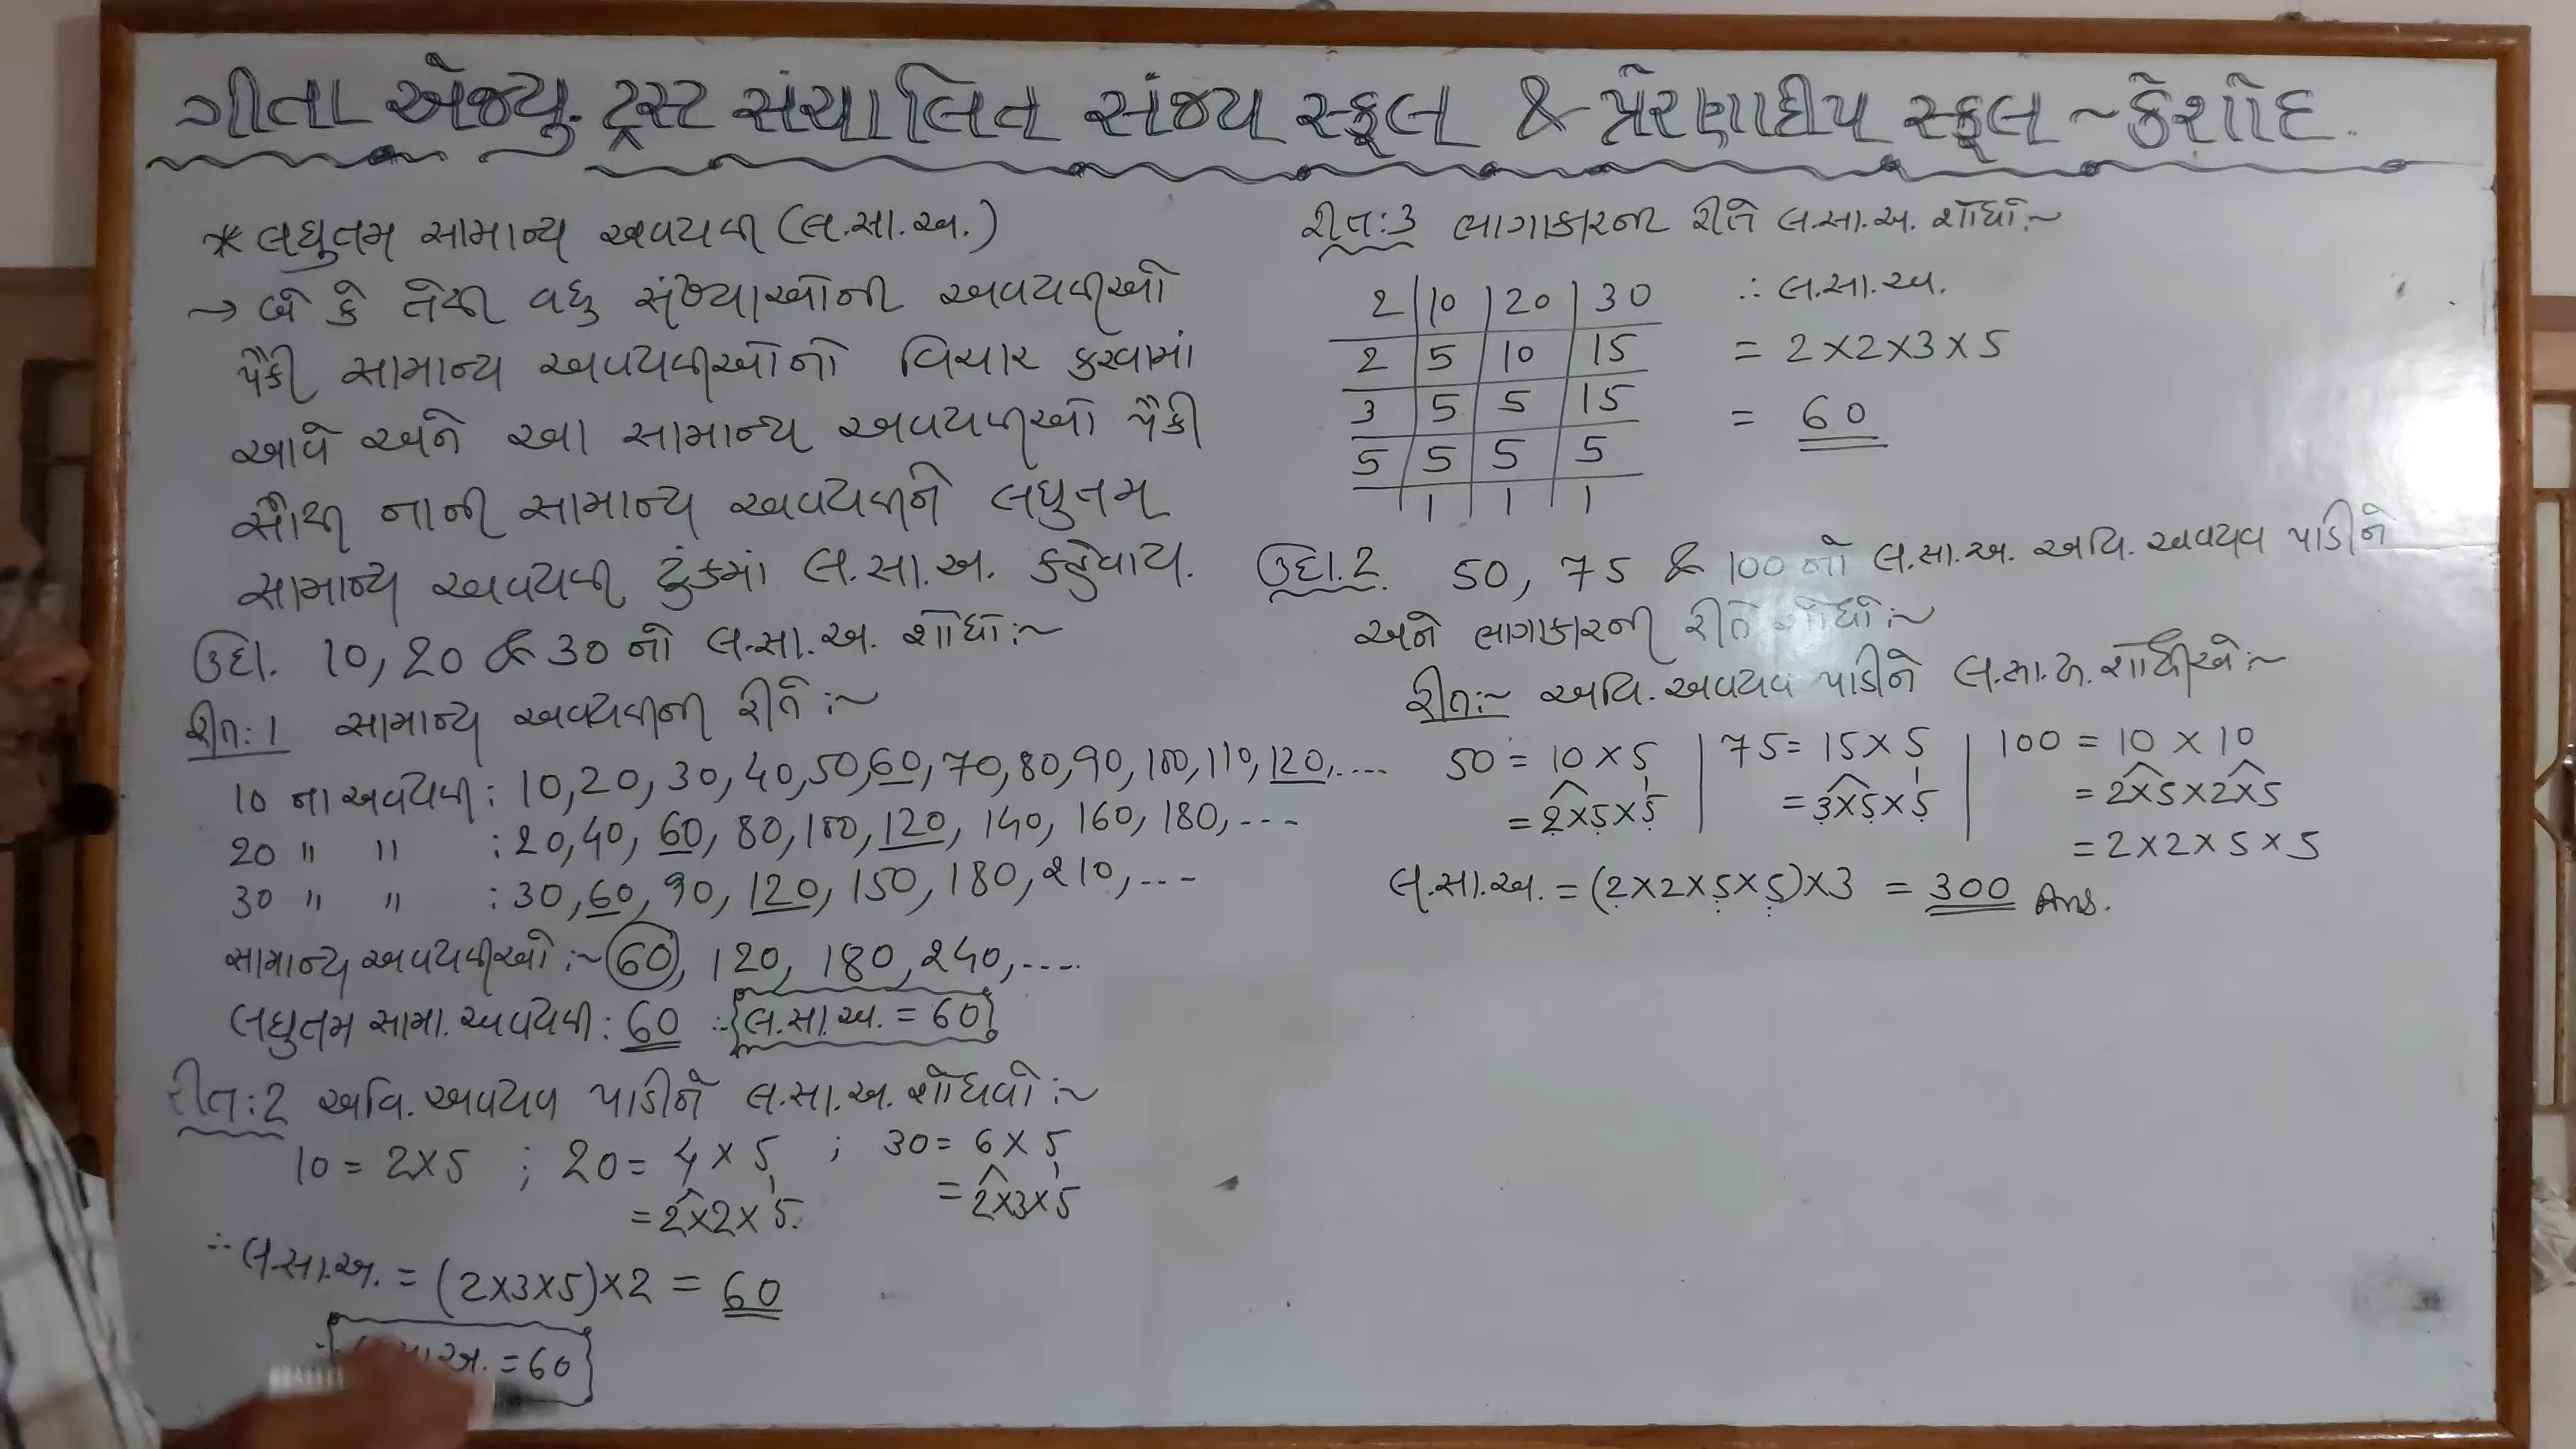 ગીતા એજ્યુ. ટ્રસ્ટ સંચાલિત સંજય સ્કૂલ & પ્રેરણાદીપ સ્કૂલ ~ કેશોદ.
* લઘુતમ સામાન્ય અવયવી (લ.સા.અ.)
→ બે કે તેથી વધુ સંખ્યાઓની અવયવીઓ
પૈકી સામાન્ય અવયવીઓનો વિચાર કરવામાં
આવે અને આ સામાન્ય અવયવીઓ પૈકી
સૌથી નાની સામાન્ય અવયવીને લઘુતમ
સામાન્ય અવયવી ટુંકમાં લ.સા.અ. કહેવાય.
ઉદા. 10, 20 & 30 નો લ.સા.અ. શોધો :~
રીત:1 સામાન્ય અવયવીની રીતે :~
10 ના અવયવી : 10, 20, 30, 40, 50, 60, 70, 80, 90, 100, 110, 120, ....
20 " " : 20, 40, 60, 80, 100, 120, 140, 160, 180, ---
30 " " : 30, 60, 90, 120, 150, 180, 210, ---
સામાન્ય અવયવીઓ :~ 60, 120, 180, 240, ....
લઘુતમ સામા. અવયવી : 60 ∴ લ.સા.અ. = 60
રીત:2 અવિ. અવયવ પાડીને લ.સા.અ. શોધવો :~
10 = 2×5 ; 20 = 4 × 5 ; 30 = 6 × 5
= 2×2×5. = 2×3×5
∴ લ.સા.અ. = (2×3×5)×2 = 60
સા.અ. = 60
રીત:3 ભાગાકારની રીતે લ.સા.અ. શોધો :~
2 | 10 | 20 | 30 ∴ લ.સા.અ.
2 | 5 | 10 | 15 = 2×2×3×5
3 | 5 | 5 | 15 = 60
5 | 5 | 5 | 5
1 | 1 | 1
ઉદા.2. 50, 75 & 100 નો લ.સા.અ. અવિ. અવયવ પાડીને
અને ભાગાકારની રીતે શોધો :~
રીત:~ અવિ. અવયવ પાડીને લ.સા.અ. શોધીએ :~
50 = 10 × 5 | 75 = 15 × 5 | 100 = 10 × 10
= 2×5×5 = 3×5×5 = 2×5×2×5
= 2×2×5×5
લ.સા.અ. = (2×2×5×5)×3 = 300 Ans.